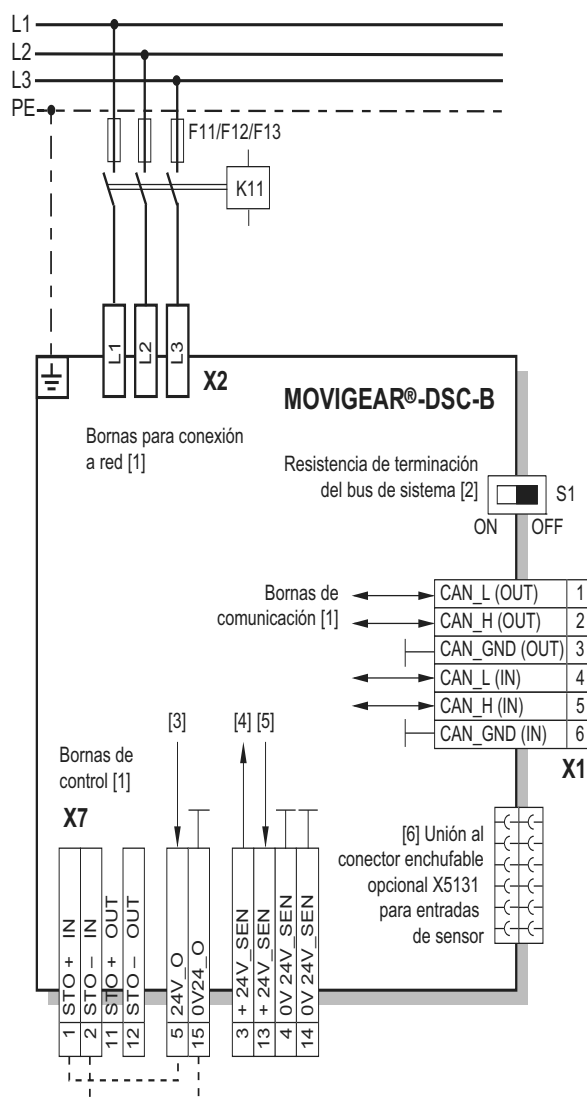 L1
L2
L3
PE
F11/F12/F13
K11
L1
L2
L3
X2
MOVIGEAR®-DSC-B
Bornas para conexión
a red [1]
Resistencia de terminación
del bus de sistema [2]
S1
ON OFF
Bornas de
comunicación [1]
CAN_L (OUT) 1
CAN_H (OUT) 2
CAN_GND (OUT) 3
CAN_L (IN) 4
CAN_H (IN) 5
CAN_GND (IN) 6
X1
[3]
[4] [5]
Bornas de
control [1]
X7
[6] Unión al
conector enchufable
opcional X5131
para entradas
de sensor
1 STO + IN
2 STO – IN
11 STO + OUT
12 STO – OUT
5 24V_O
15 0V24_O
3 + 24V_SEN
13 + 24V_SEN
4 0V 24V_SEN
14 0V 24V_SEN